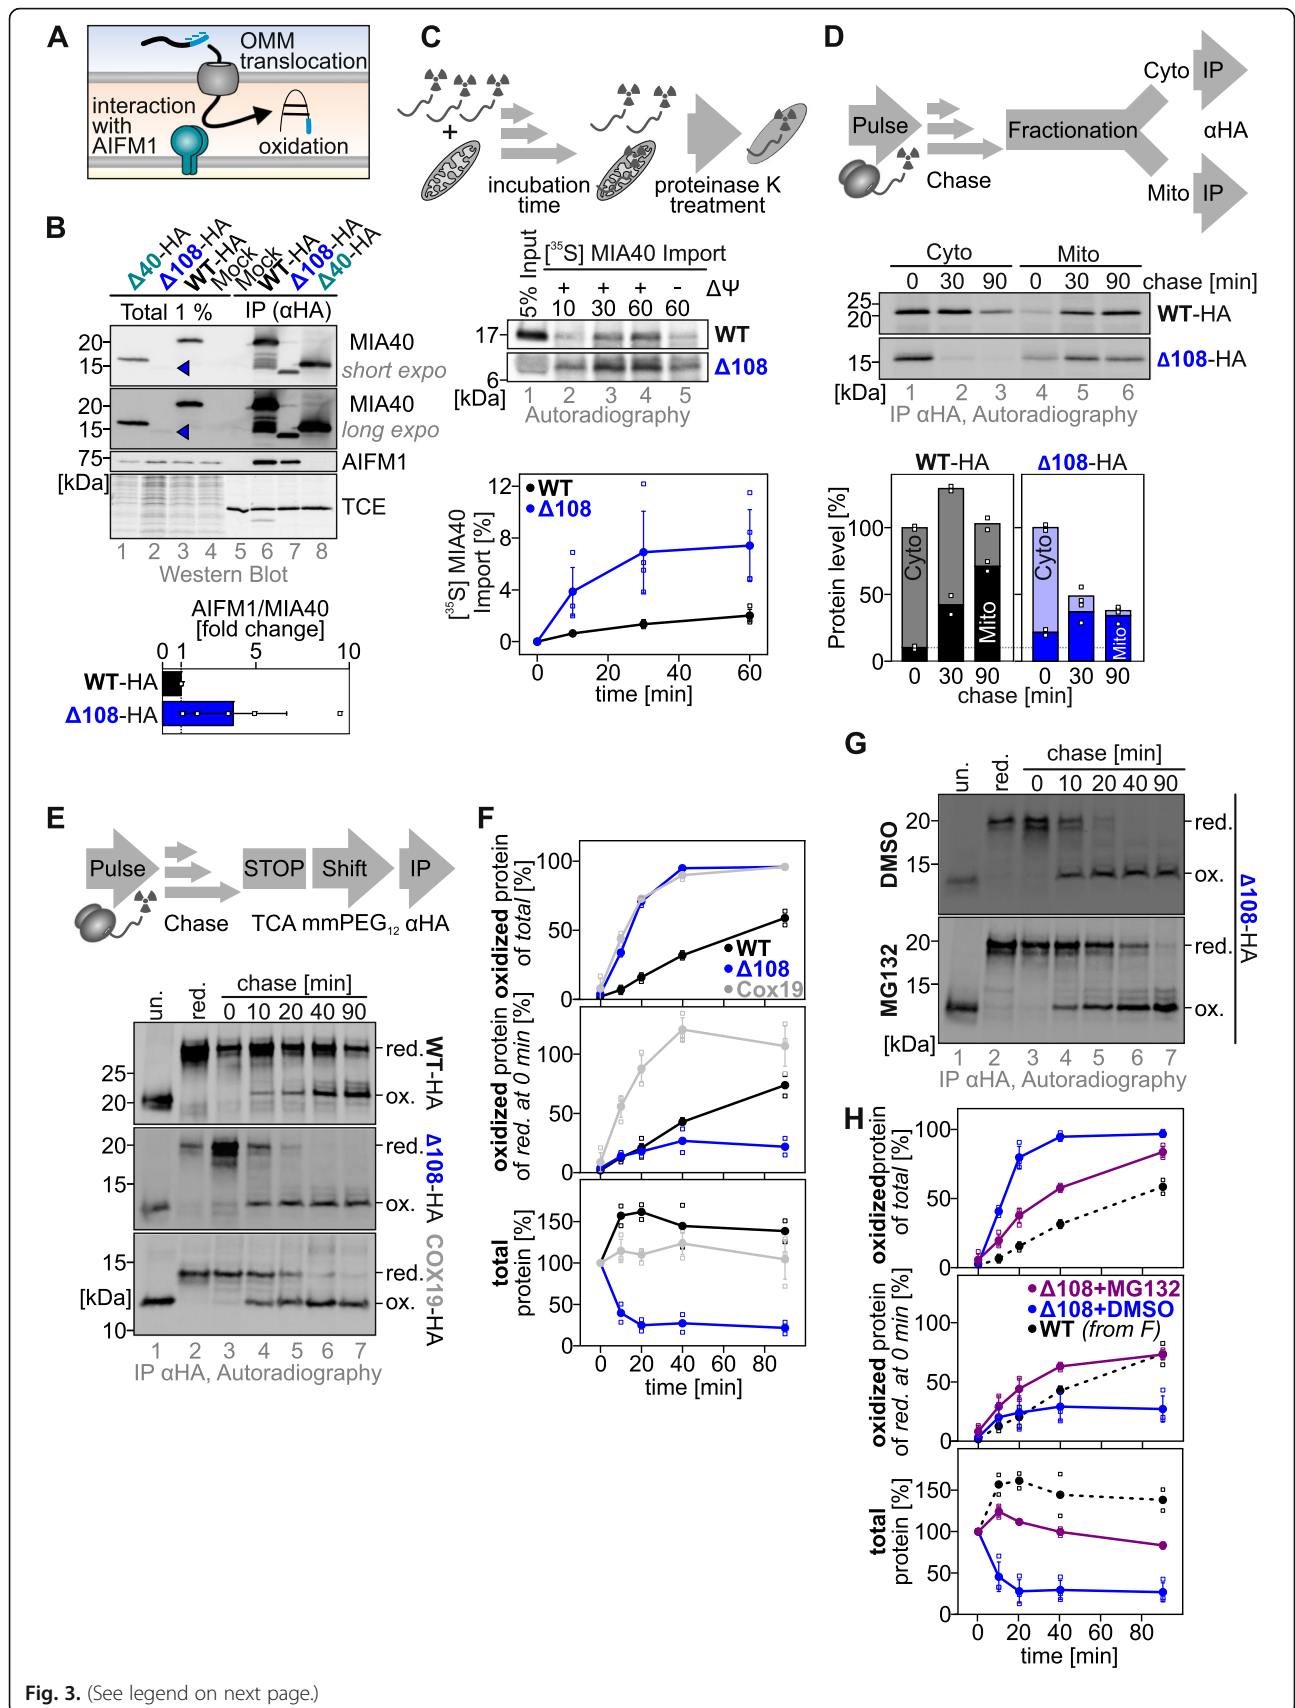 A
OMM
translocation
interaction
with
AIFM1
oxidation
B
Δ40-HA
Δ108-HA
WT-HA
Mock
Mock
WT-HA
Δ108-HA
Δ40-HA
Total 1 %
IP (αHA)
20
15
MIA40
short expo
20
15
MIA40
long expo
75
AIFM1
[kDa]
TCE
1 2 3 4 5 6 7 8
Western Blot
AIFM1/MIA40
[fold change]
0 1 5 10
WT-HA
Δ108-HA
C
+
incubation
time
proteinase K
treatment
5% Input
[35S] MIA40 Import
+ + + - ΔΨ
10 30 60 60
17
WT
6
Δ108
[kDa]
1 2 3 4 5
Autoradiography
12
8
4
0
WT
Δ108
[35S] MIA40
Import [%]
0 20 40 60
time [min]
D
Pulse
Chase
Fractionation
Cyto IP
αHA
Mito IP
Cyto Mito
0 30 90 0 30 90 chase [min]
25
20
WT-HA
15
Δ108-HA
[kDa]
1 2 3 4 5 6
IP αHA, Autoradiography
WT-HA Δ108-HA
Protein level [%]
100
50
0
Cyto
Mito
Cyto
Mito
0 30 90 0 30 90
chase [min]
E
Pulse STOP Shift IP
Chase TCA mmPEG12 αHA
un.
red.
chase [min]
0 10 20 40 90
25
20
red.
ox.
WT-HA
20
15
red.
ox.
Δ108-HA
15
[kDa]
10
red.
ox.
COX19-HA
1 2 3 4 5 6 7
IP αHA, Autoradiography
F
oxidized protein
of total [%]
100
50
0
WT
Δ108
Cox19
oxidized protein
of red. at 0 min [%]
100
50
0
total
protein [%]
150
100
50
0
0 20 40 60 80
time [min]
G
un.
red.
chase [min]
0 10 20 40 90
DMSO
20
15
red.
ox.
MG132
20
15
red.
ox.
Δ108-HA
[kDa]
1 2 3 4 5 6 7
IP αHA, Autoradiography
H
oxidizedprotein
of total [%]
100
50
0
oxidized protein
of red. at 0 min [%]
Δ108+MG132
Δ108+DMSO
WT (from F)
100
50
0
total
protein [%]
150
100
50
0
0 20 40 60 80
time [min]
Fig. 3. (See legend on next page.)